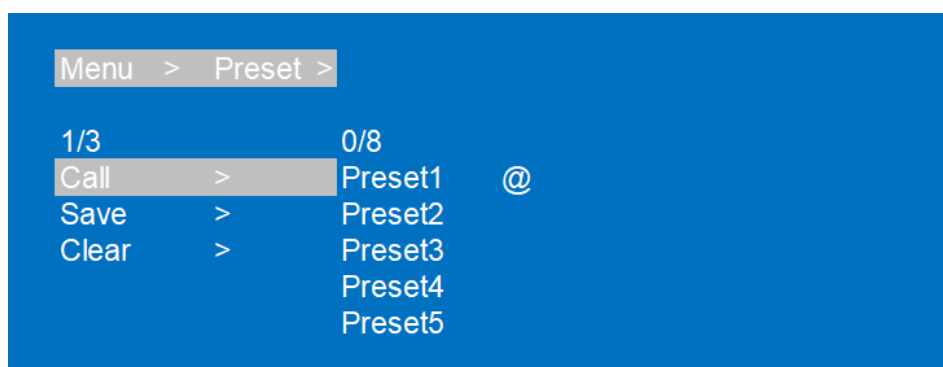 Menu > Preset >
1/3 0/8
Call > Preset1 @
Save > Preset2
Clear > Preset3
Preset4
Preset5